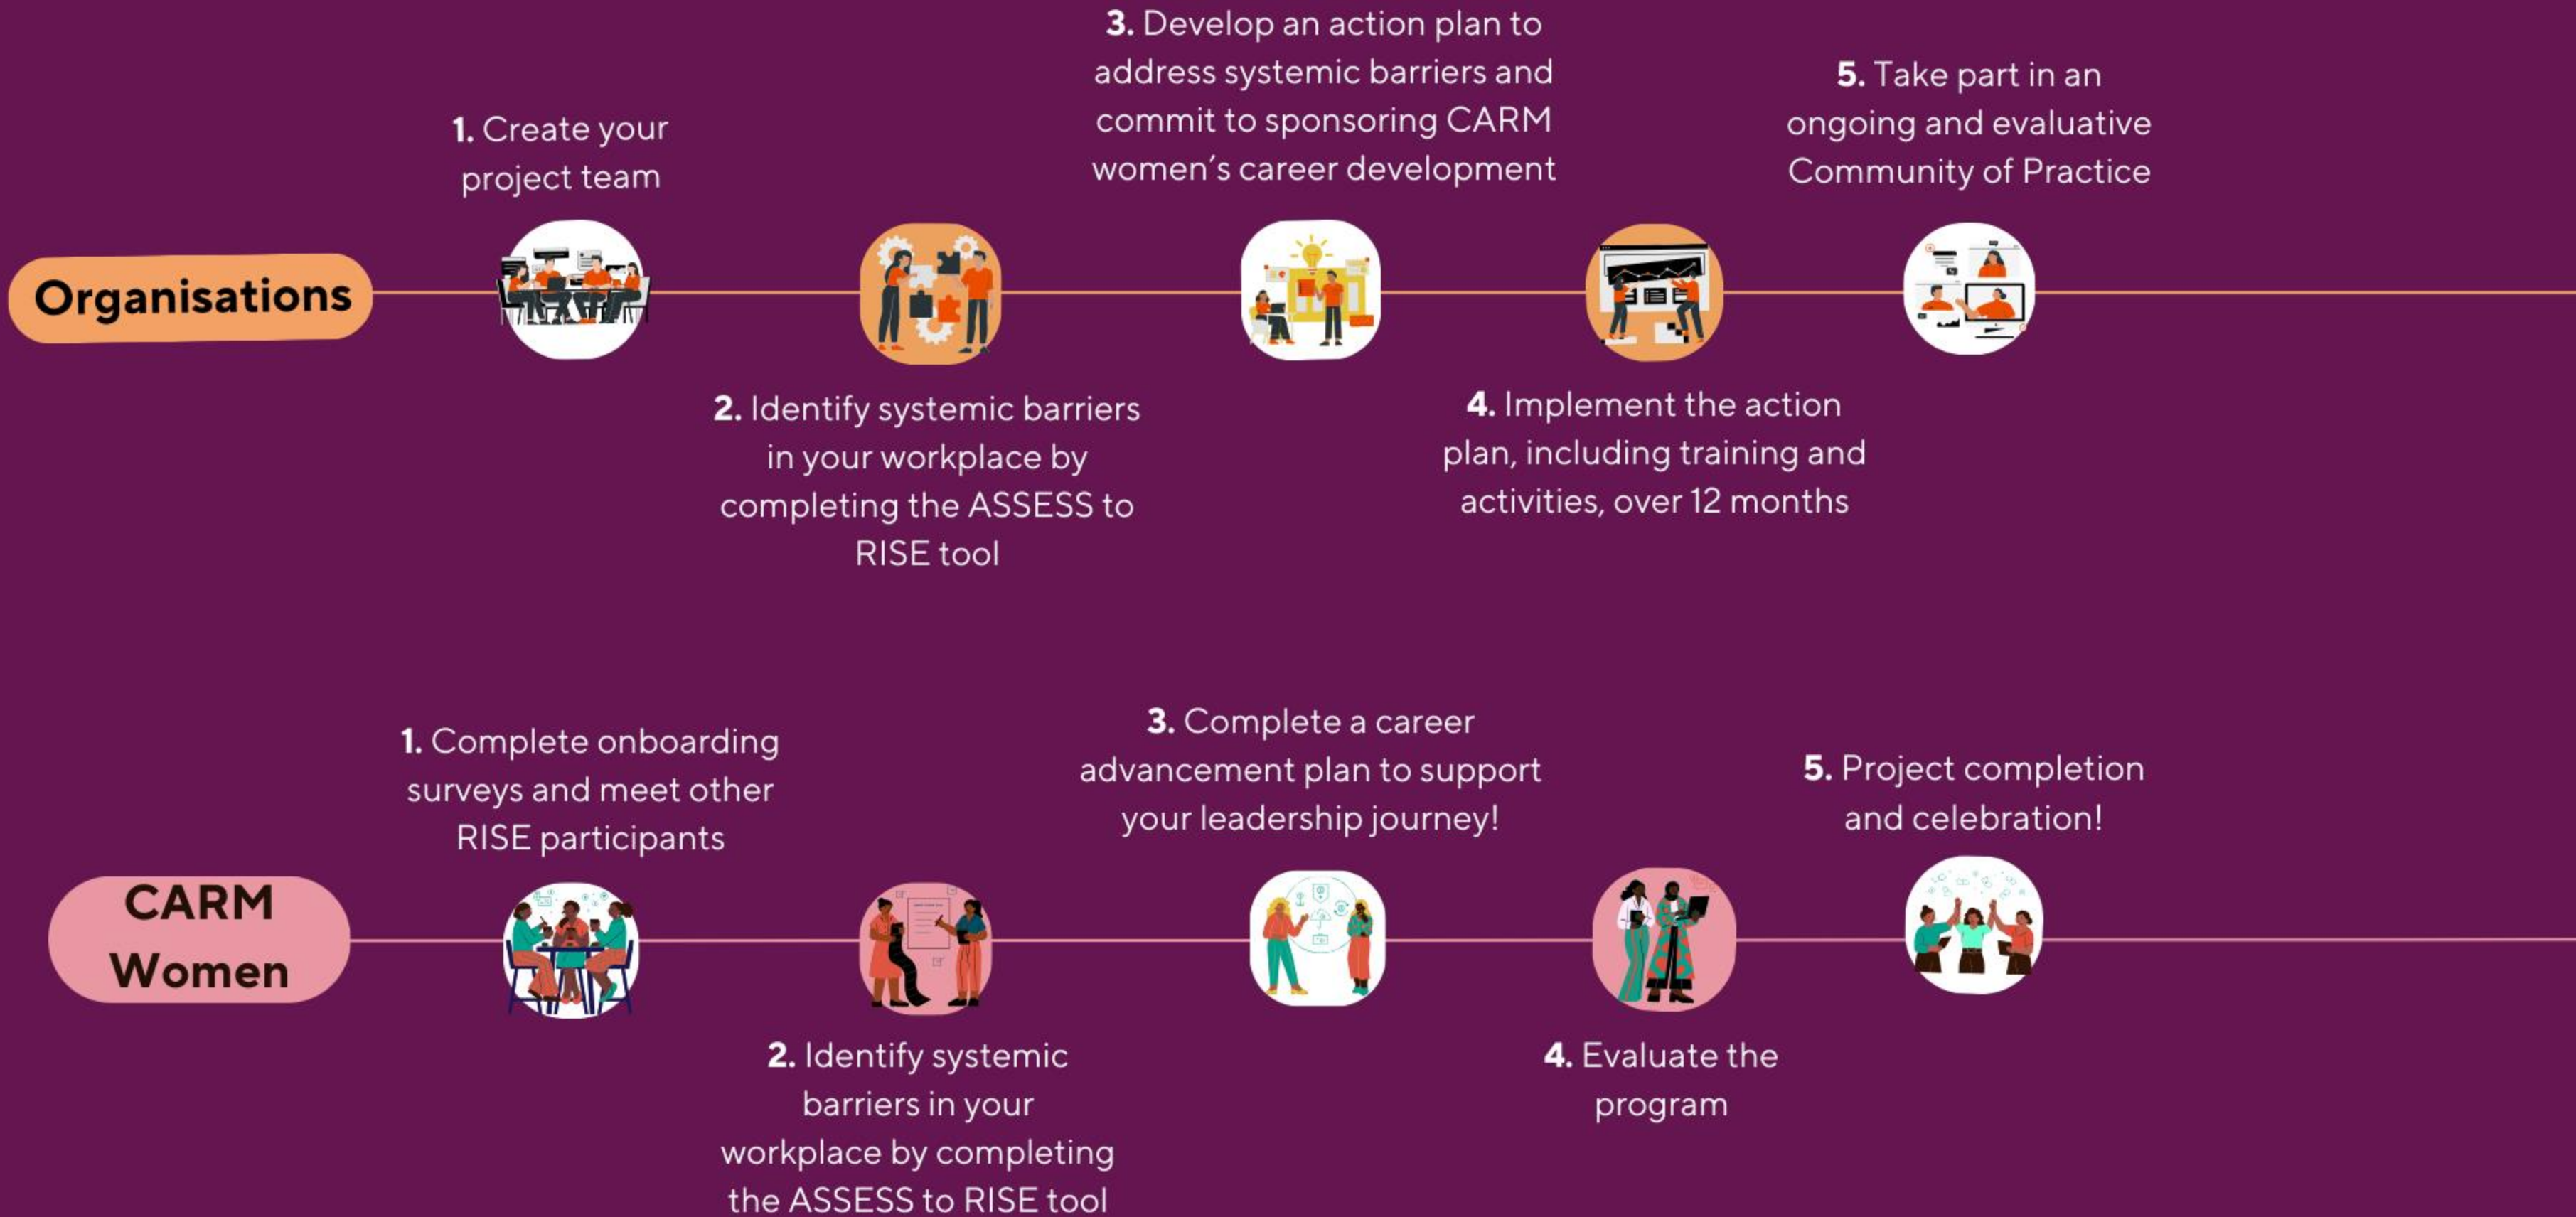 Organisations
1. Create your
project team
2. Identify systemic barriers
in your workplace by
completing the ASSESS to
RISE tool
3. Develop an action plan to
address systemic barriers and
commit to sponsoring CARM
women's career development
4. Implement the action
plan, including training and
activities, over 12 months
5. Take part in an
ongoing and evaluative
Community of Practice
CARM
Women
1. Complete onboarding
surveys and meet other
RISE participants
2. Identify systemic
barriers in your
workplace by completing
the ASSESS to RISE tool
3. Complete a career
advancement plan to support
your leadership journey!
4. Evaluate the
program
5. Project completion
and celebration!